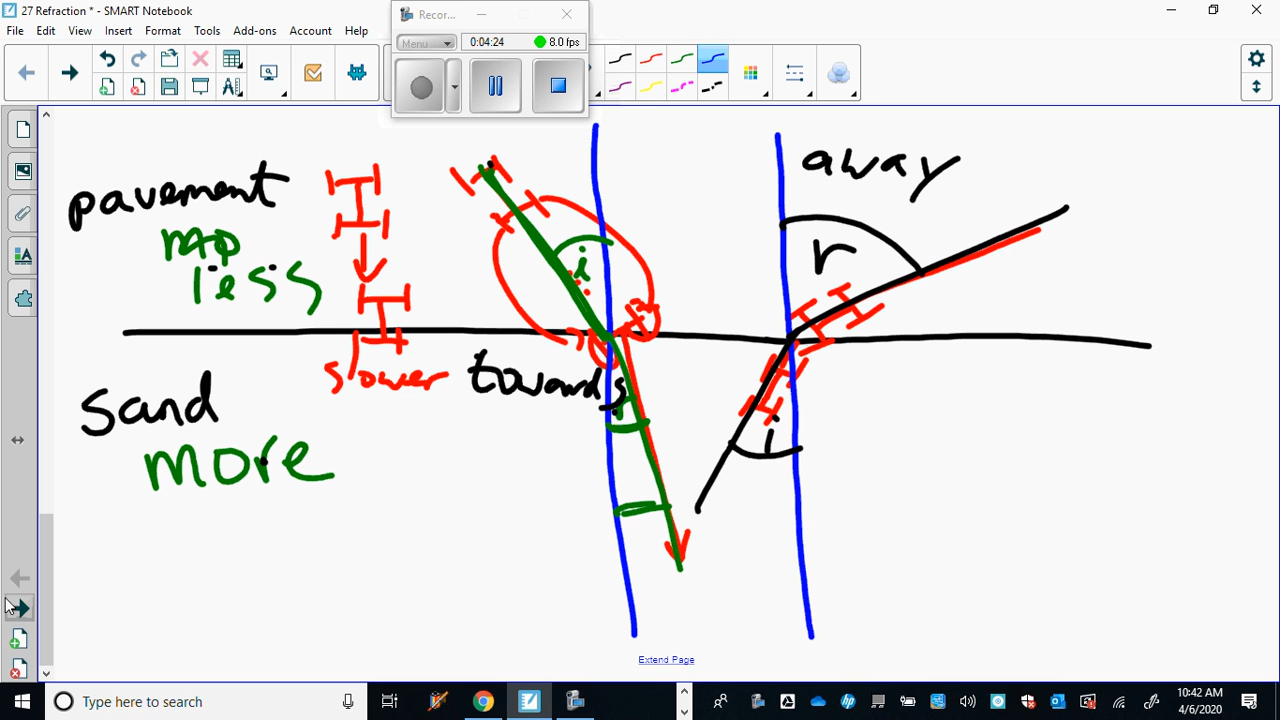 27 Refraction * - SMART Notebook
Recor...
File Edit View Insert Format Tools Add-ons Account Help
Menu 0:04:24 8.0 fps
pavement
less
away
i
r
slower
towards
r
sand
more
i
Extend Page
Type here to search
10:42 AM
4/6/2020